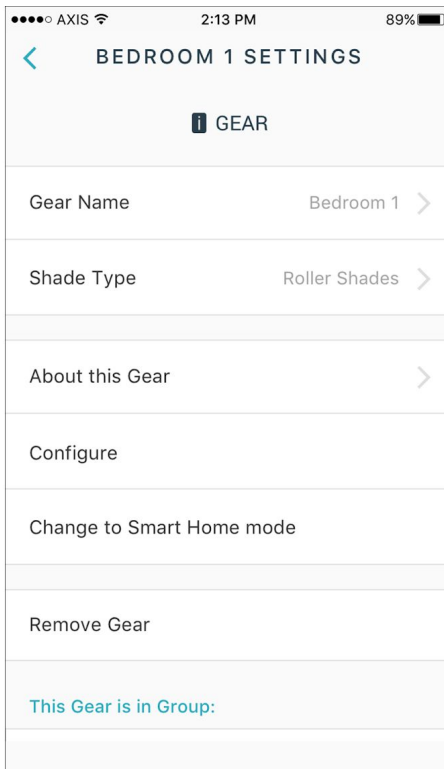 AXIS 2:13 PM 89%
BEDROOM 1 SETTINGS
i GEAR
Gear Name Bedroom 1
Shade Type Roller Shades
About this Gear
Configure
Change to Smart Home mode
Remove Gear
This Gear is in Group: